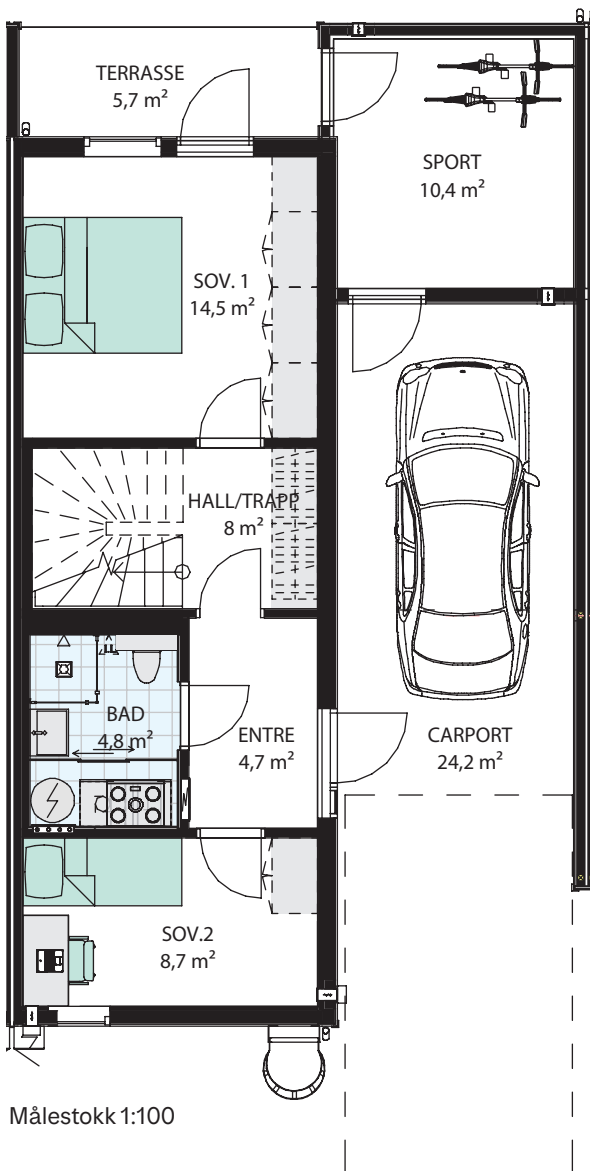 TERRASSE
5,7 m²
SPORT
10,4 m²
SOV. 1
14,5 m²
HALL/TRAPP
8 m²
BAD
4,8 m²
ENTRE
4,7 m²
CARPORT
24,2 m²
SOV.2
8,7 m²
Målestokk 1:100